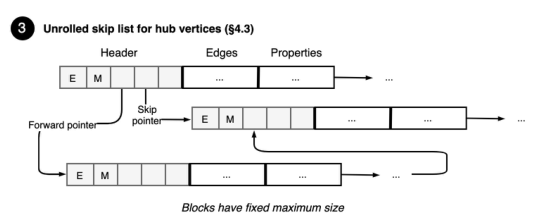 3 Unrolled skip list for hub vertices (§4.3)
Header Edges Properties
E M ... ... ...
Skip
pointer
Forward pointer
E M ... ... ...
E M ... ... ...
Blocks have fixed maximum size